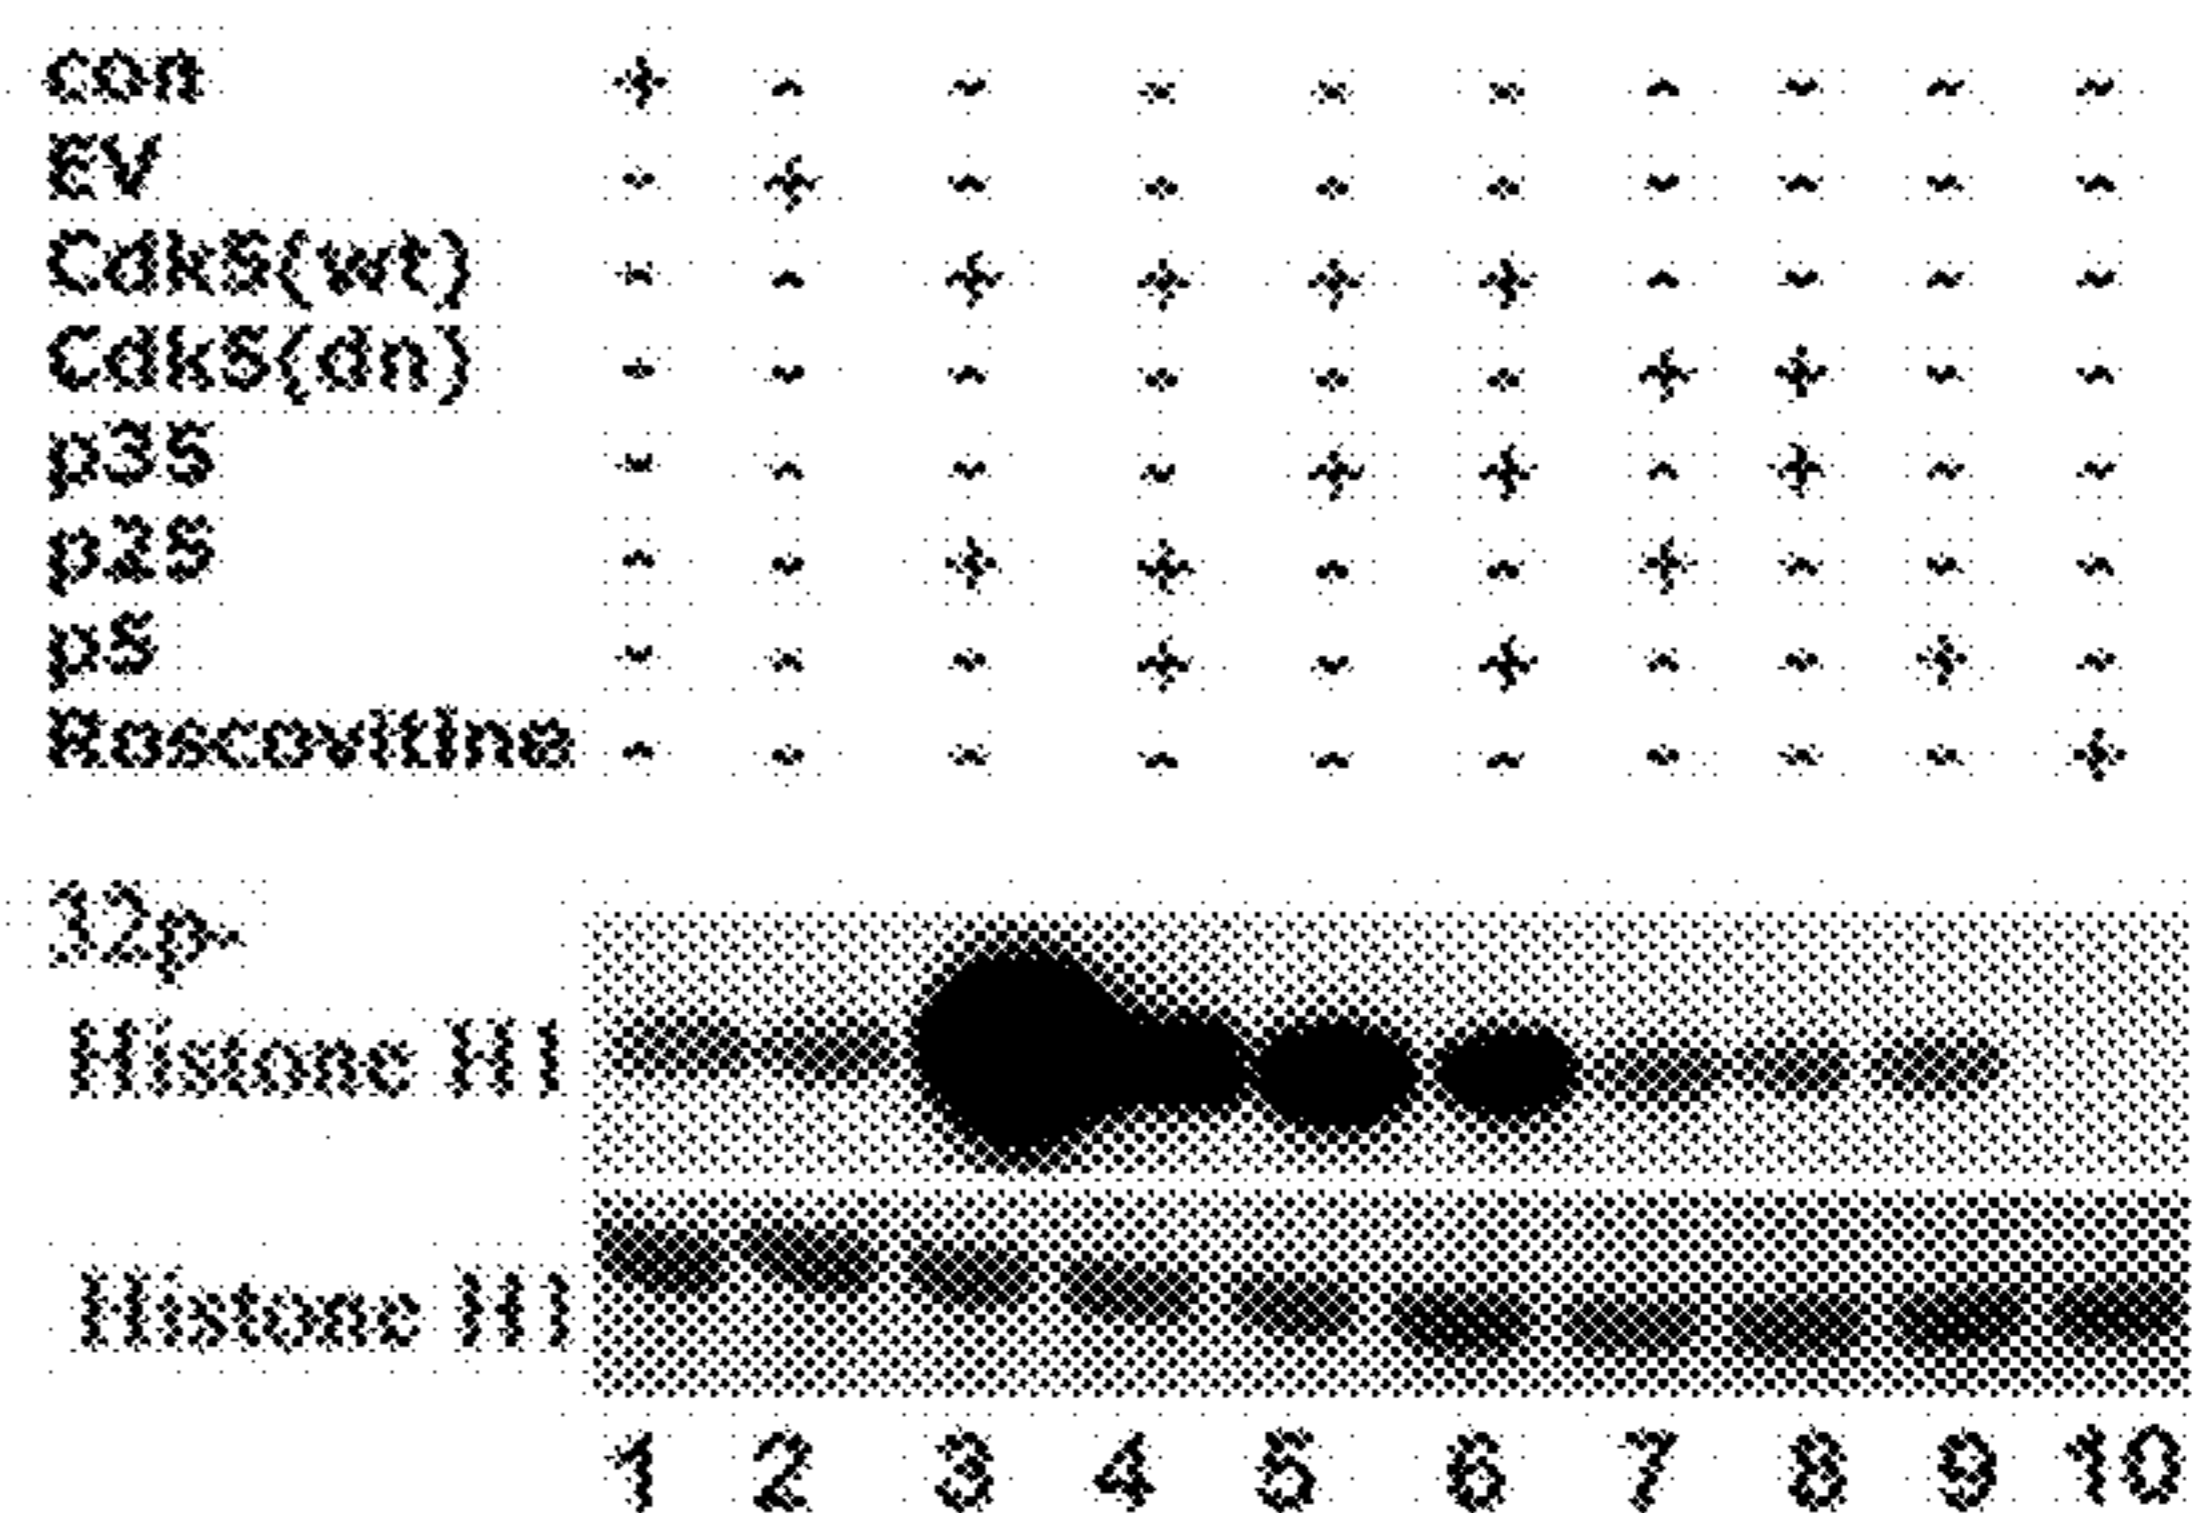 con + - - - - - - - - -
EV - + - - - - - - - -
Cdk5(wt) - - + + + + - - - -
Cdk5(dn) - - - - - - + + - -
p35 - - - - + + - + - -
p25 - - + + - - + - - -
p5 - - - + - + - - + -
Roscovitine - - - - - - - - - +
32p-
Histone H1
Histone H1
1 2 3 4 5 6 7 8 9 10